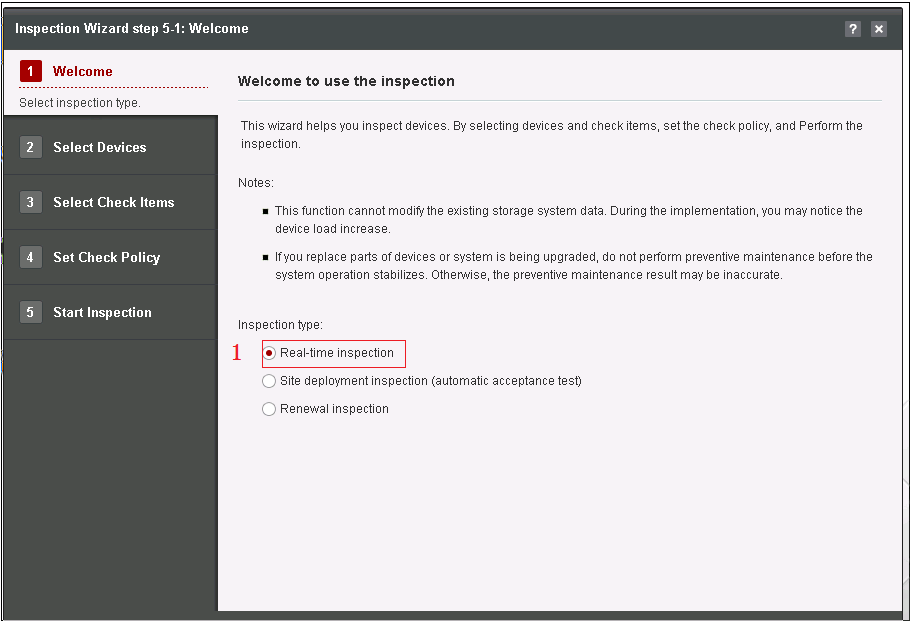 Inspection Wizard step 5-1: Welcome
?
×
1 Welcome
Select inspection type.
2 Select Devices
3 Select Check Items
4 Set Check Policy
5 Start Inspection
Welcome to use the inspection
This wizard helps you inspect devices. By selecting devices and check items, set the check policy, and Perform the
inspection.
Notes:
■ This function cannot modify the existing storage system data. During the implementation, you may notice the
device load increase.
■ If you replace parts of devices or system is being upgraded, do not perform preventive maintenance before the
system operation stabilizes. Otherwise, the preventive maintenance result may be inaccurate.
Inspection type:
1 Real-time inspection
Site deployment inspection (automatic acceptance test)
Renewal inspection